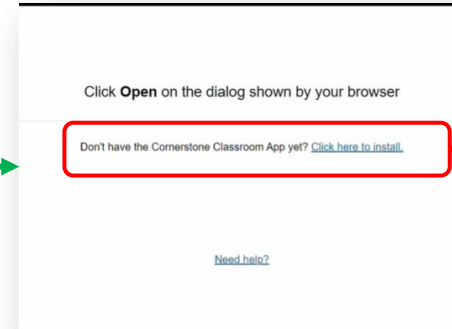 Click Open on the dialog shown by your browser
Don't have the Cornerstone Classroom App yet? Click here to install.
Need help?